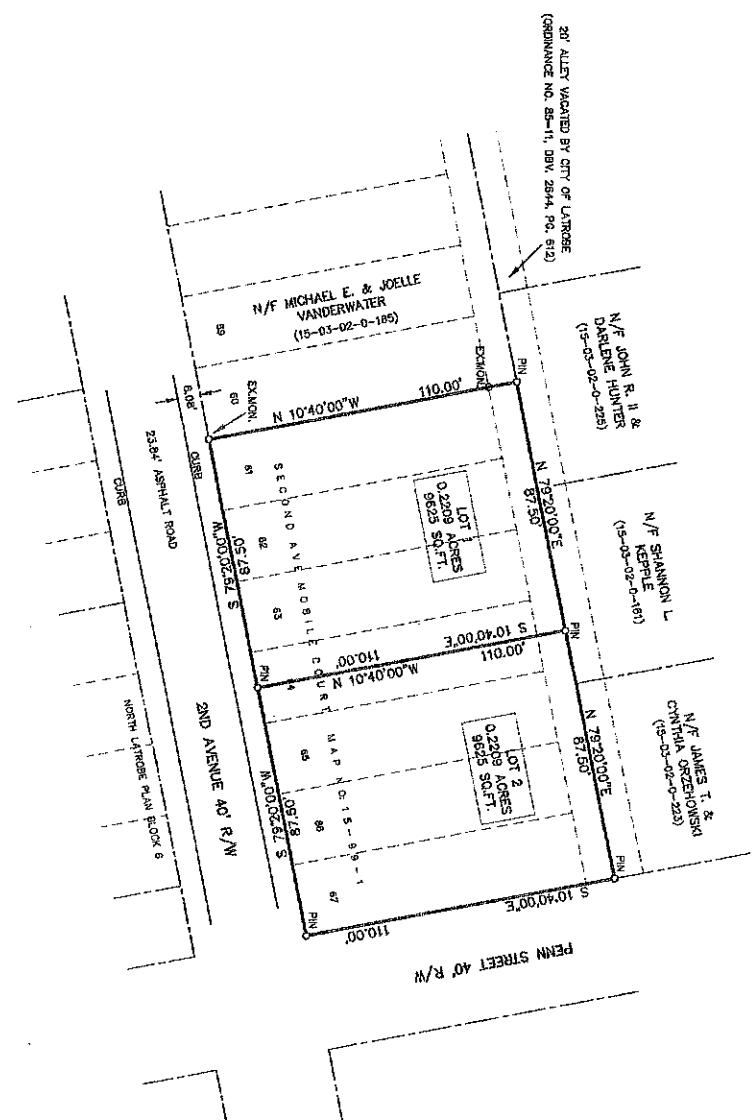 20' ALLEY VACATED BY CITY OF LATROBE
(ORDINANCE NO. 85-11, DBV. 2644, PG. 612)
N/F JOHN R. II &
DARLENE HUNTER
(15-03-02-0-225)
N/F SHANNON L.
KEPPLE
(15-03-02-0-161)
N/F JAMES T. &
CYNTHIA ORZEHOWSKI
(15-03-02-0-223)
N/F MICHAEL E. & JOELLE
VANDERWATER
(15-03-02-0-185)
59
60
EX.MON.
EX.MON.
PIN
N 10°40'00"W
110.00'
N 79°20'00"E
87.50'
PIN
N 79°20'00"E
87.50'
PIN
LOT 1
0.2209 ACRES
9625 SQ.FT.
LOT 2
0.2209 ACRES
9625 SQ.FT.
S 10°40'00"E
110.00'
N 10°40'00"W
110.00'
S 10°40'00"E
110.00'
SECOND AVE MOBILE COURT MAP NO. 15-99-1
61
62
63
65
66
67
S 79°20'00"W
87.50'
PIN
S 79°20'00"W
87.50'
PIN
6.08'
CURB
23.84' ASPHALT ROAD
CURB
2ND AVENUE 40' R/W
PENN STREET 40' R/W
NORTH LATROBE PLAN BLOCK 6